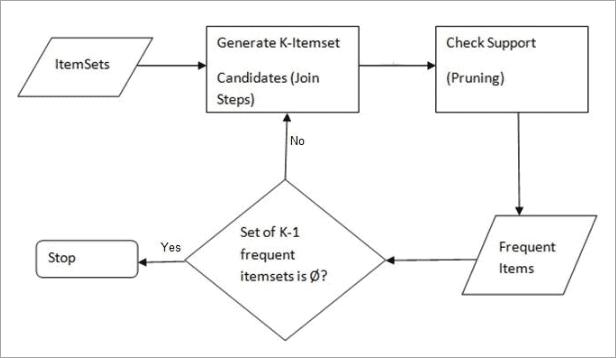 ItemSets
Generate K-Itemset
Candidates (Join
Steps)
Check Support
(Pruning)
No
Set of K-1
frequent
itemsets is Ø?
Yes
Stop
Frequent
Items